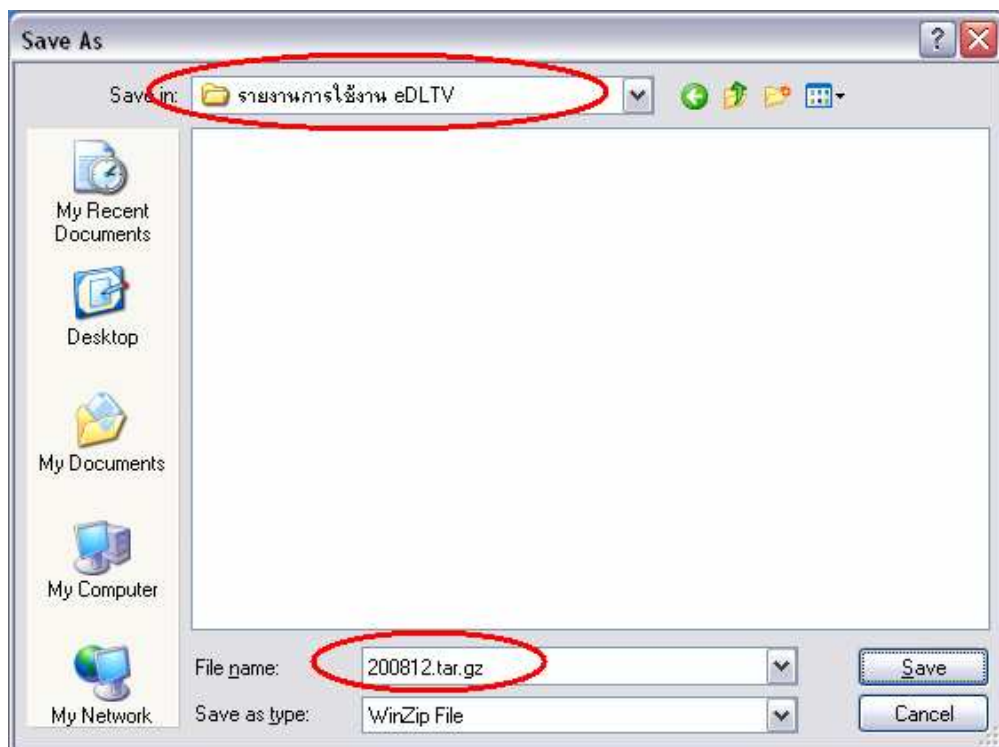 Save As
Save in: รายงานการใช้งาน eDLTV
My Recent
Documents
Desktop
My Documents
My Computer
My Network
File name: 200812.tar.gz
Save
Save as type: WinZip File
Cancel